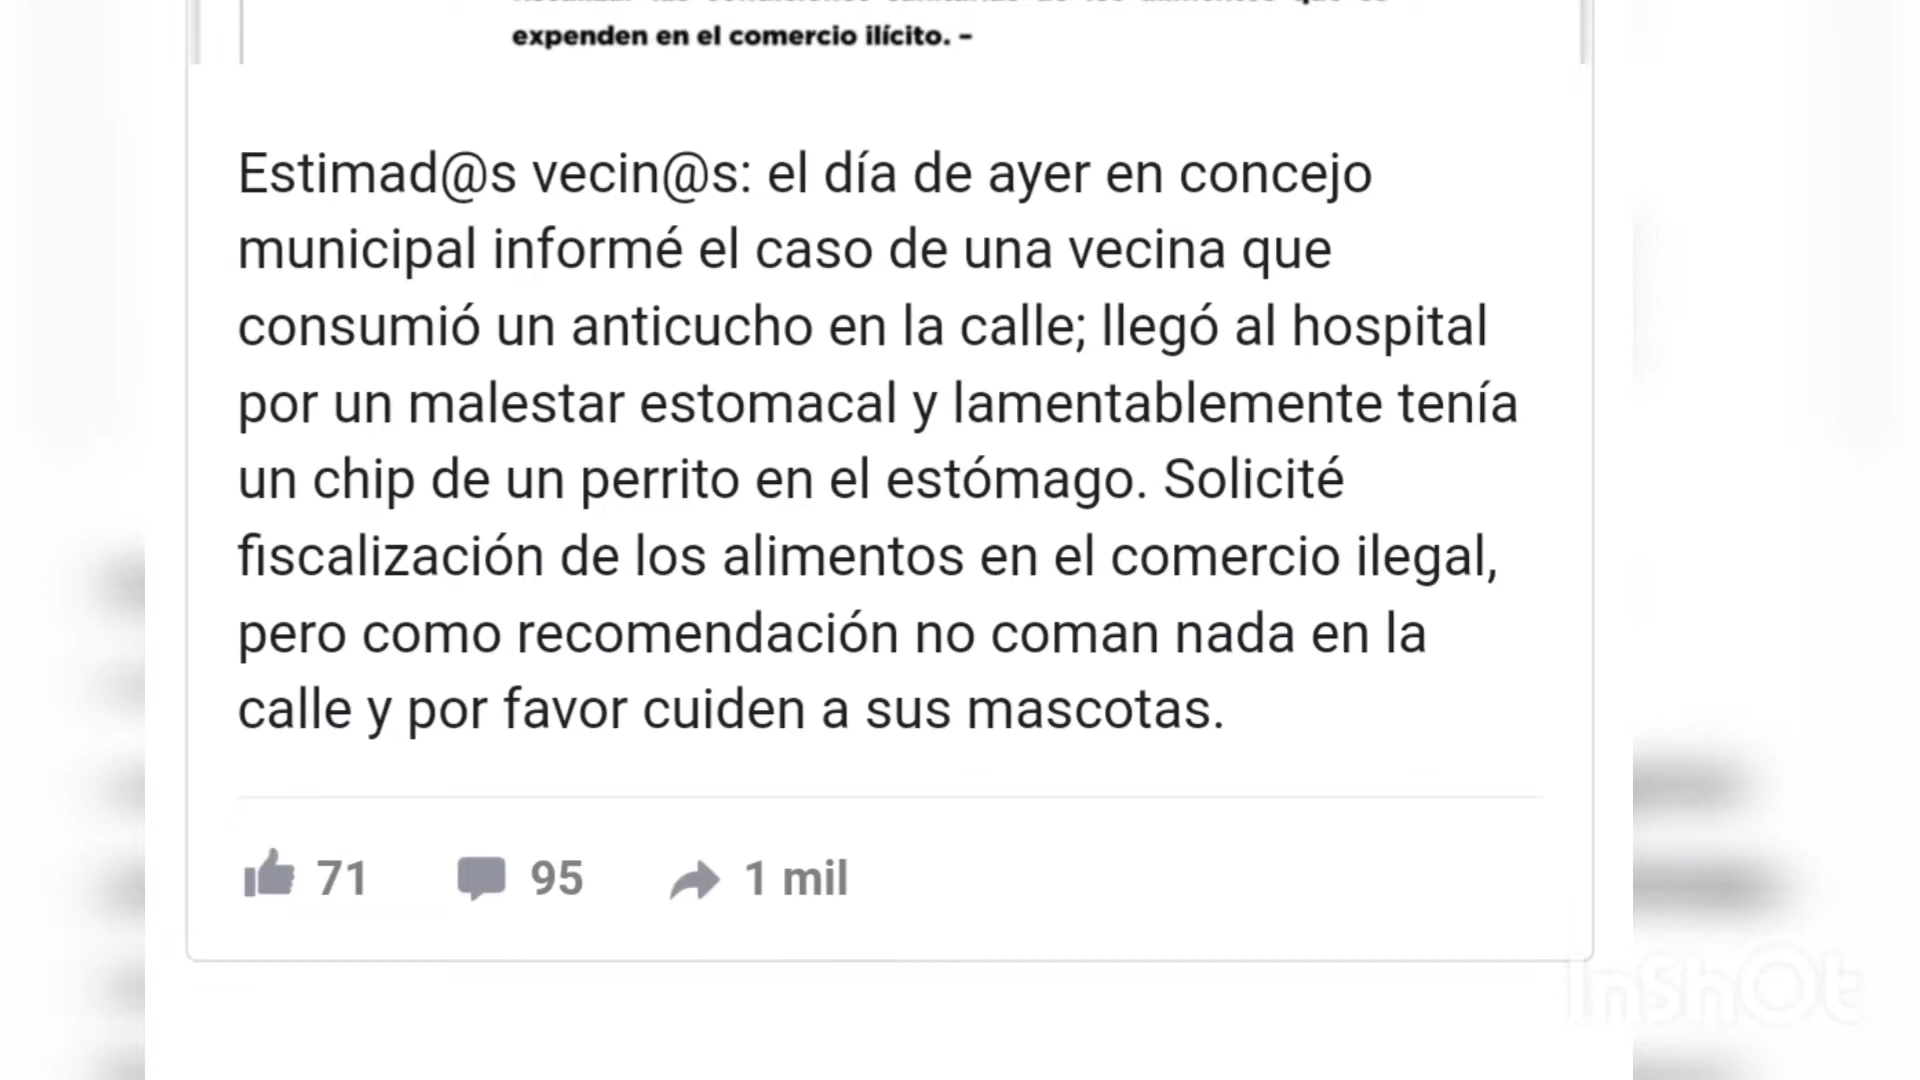 expenden en el comercio ilícito. –
Estimad@s vecin@s: el día de ayer en concejo
municipal informé el caso de una vecina que
consumió un anticucho en la calle; llegó al hospital
por un malestar estomacal y lamentablemente tenía
un chip de un perrito en el estómago. Solicité
fiscalización de los alimentos en el comercio ilegal,
pero como recomendación no coman nada en la
calle y por favor cuiden a sus mascotas.
71 95 1 mil
InShOt